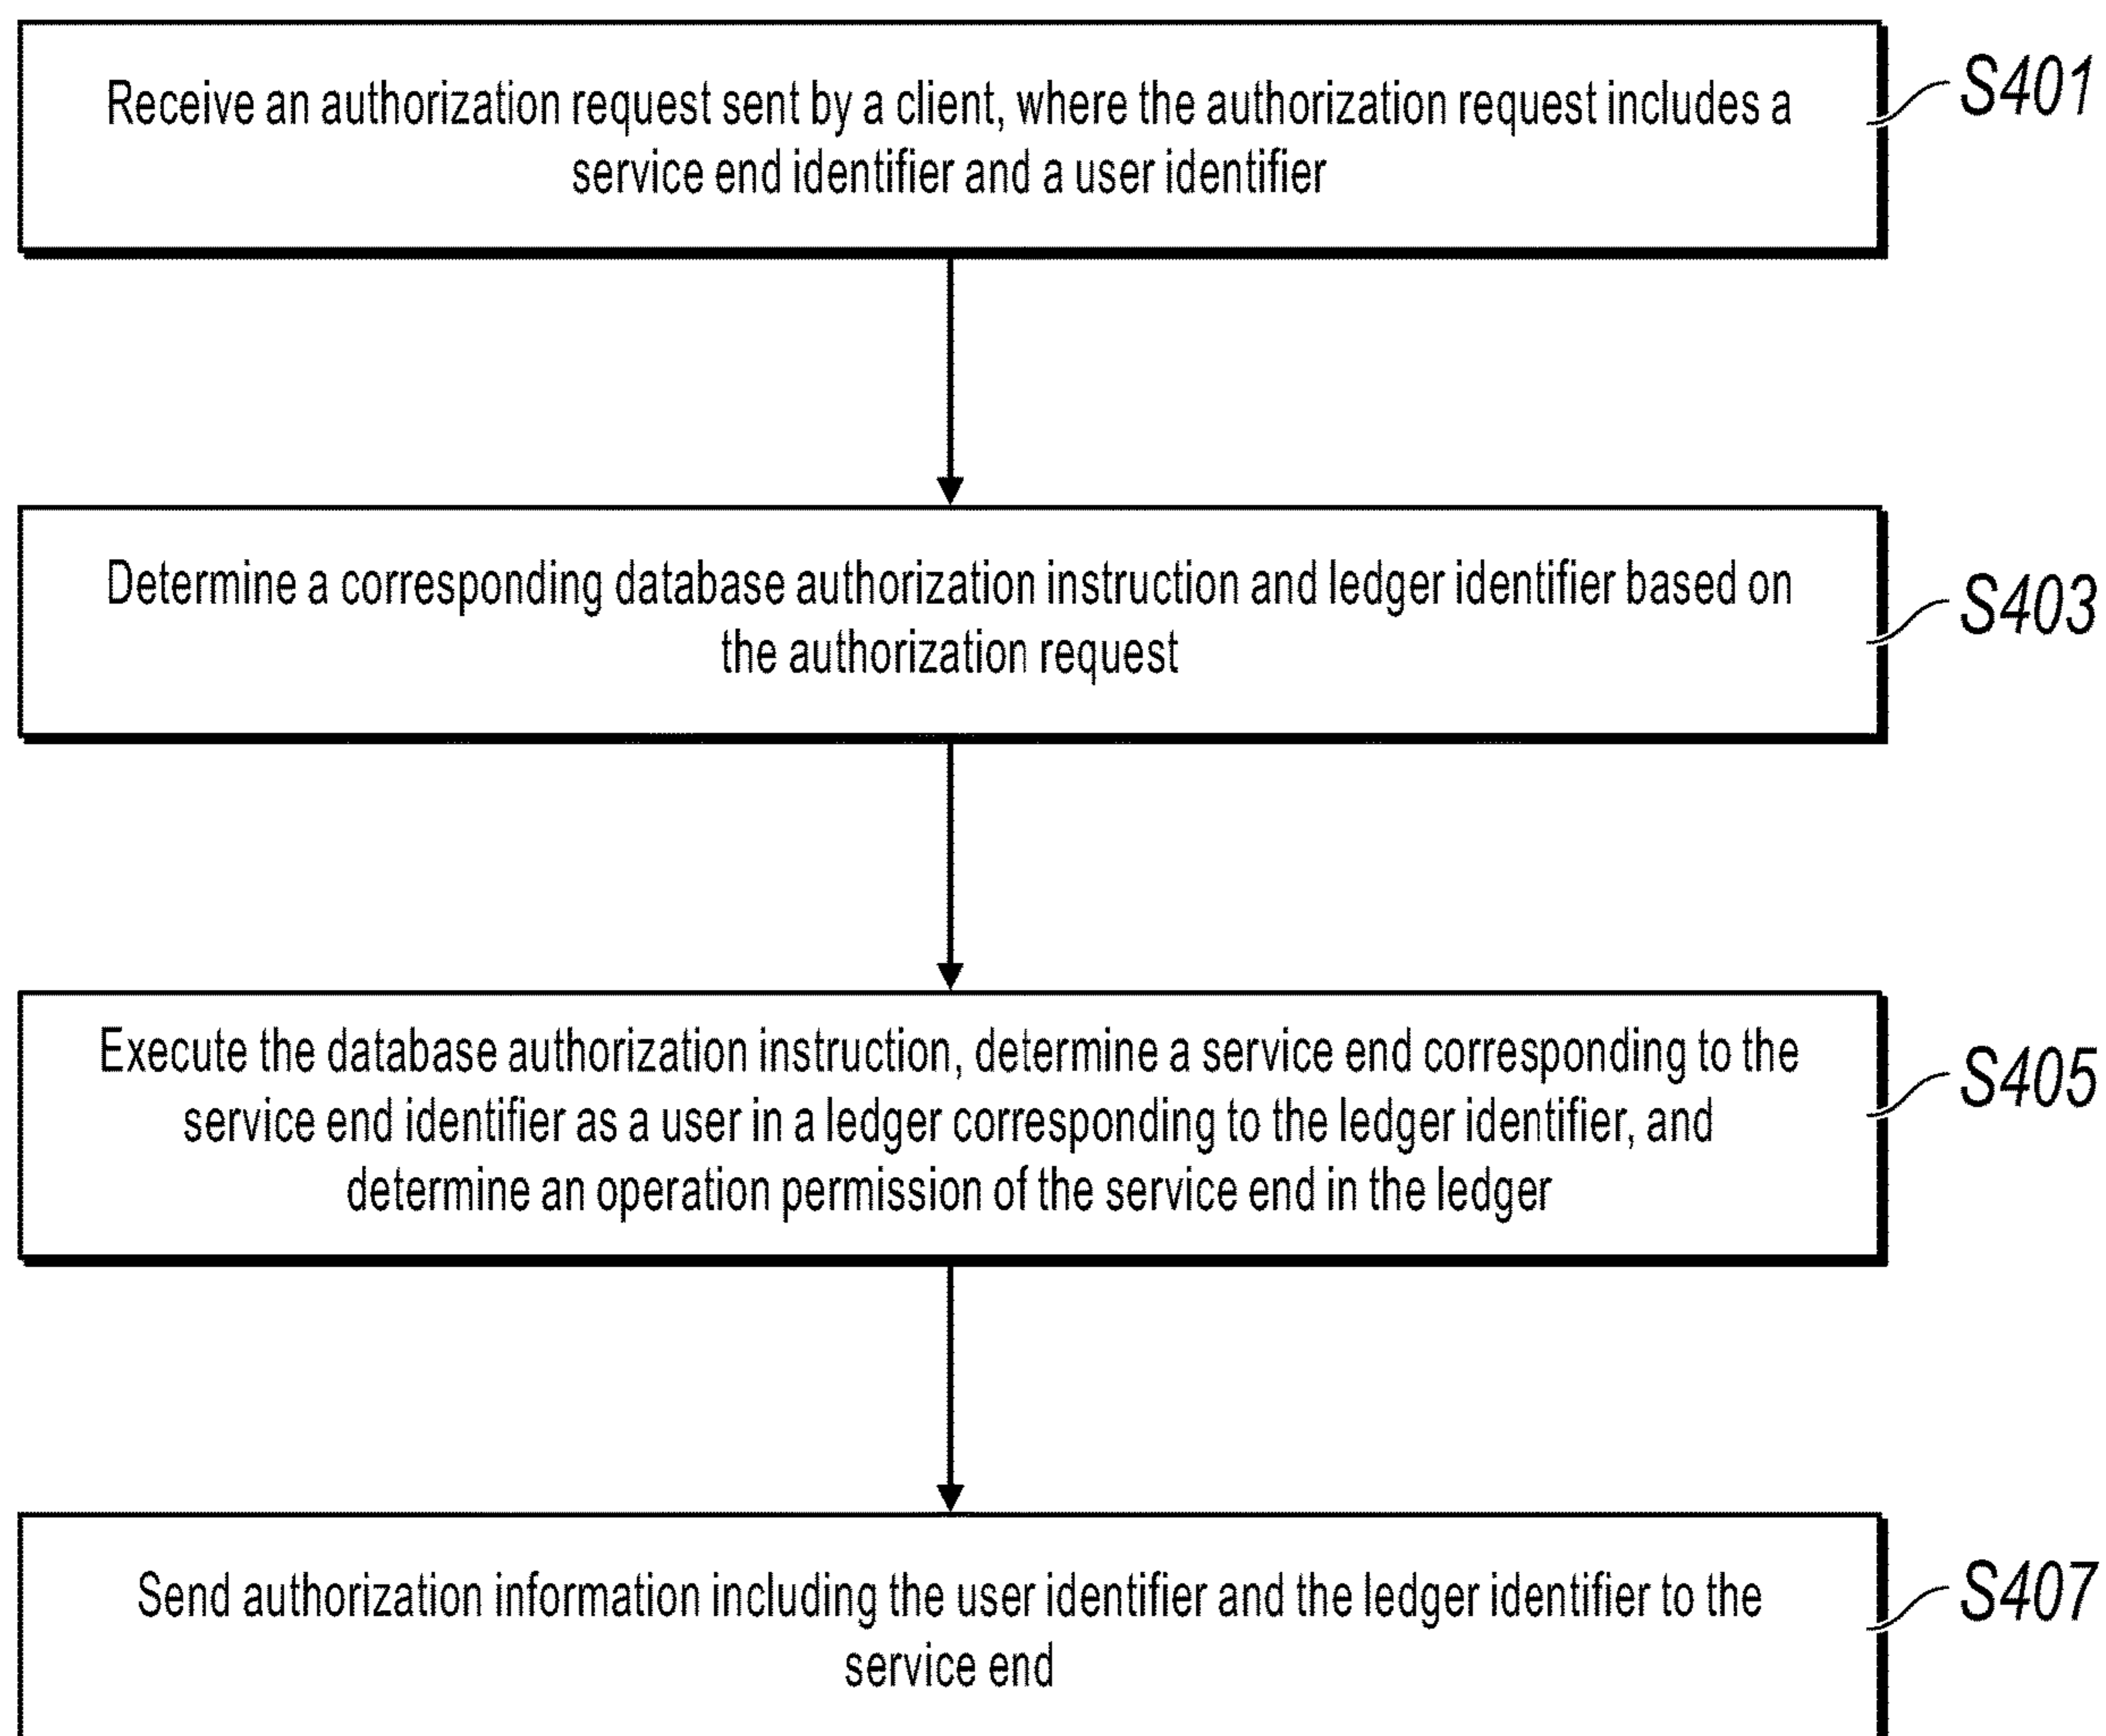 Receive an authorization request sent by a client, where the authorization request includes a
service end identifier and a user identifier
S401
Determine a corresponding database authorization instruction and ledger identifier based on
the authorization request
S403
Execute the database authorization instruction, determine a service end corresponding to the
service end identifier as a user in a ledger corresponding to the ledger identifier, and
determine an operation permission of the service end in the ledger
S405
Send authorization information including the user identifier and the ledger identifier to the
service end
S407